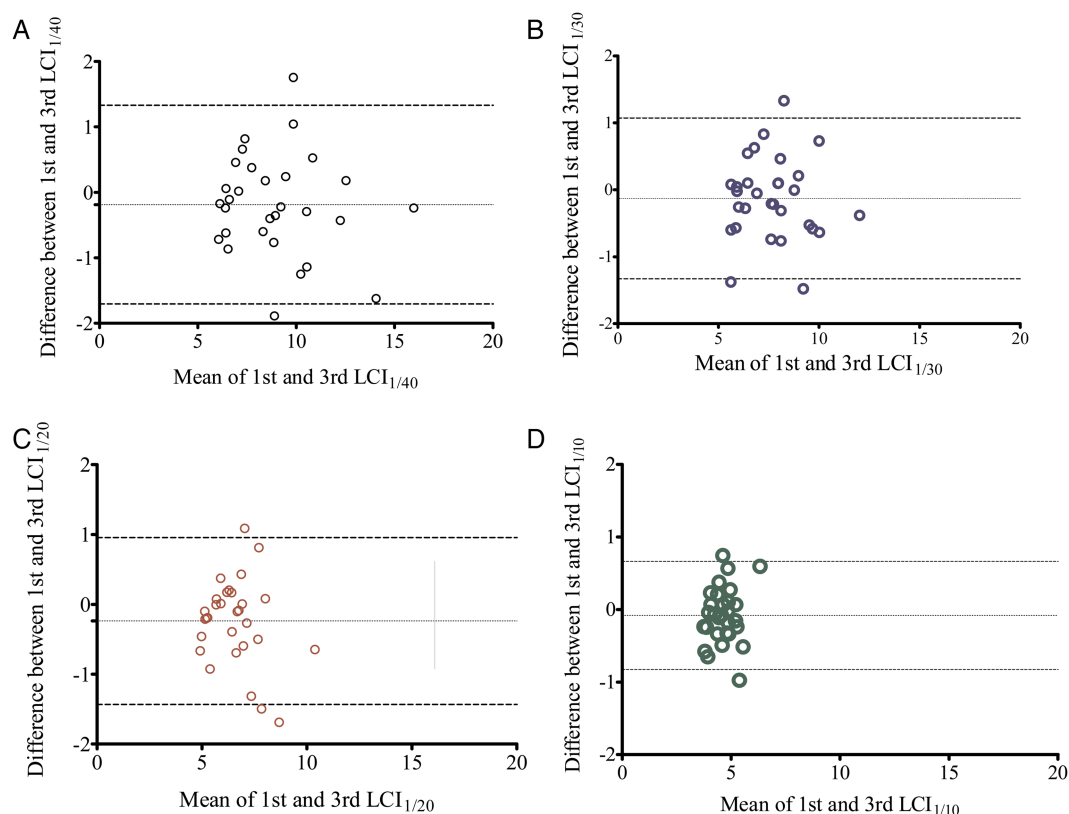 A
Difference between 1st and 3rd LCI1/40
2
1
0
-1
-2
0 5 10 15 20
Mean of 1st and 3rd LCI1/40
B
Difference between 1st and 3rd LCI1/30
2
1
0
-1
-2
0 5 10 15 20
Mean of 1st and 3rd LCI1/30
C
Difference between 1st and 3rd LCI1/20
2
1
0
-1
-2
0 5 10 15 20
Mean of 1st and 3rd LCI1/20
D
Difference between 1st and 3rd LCI1/10
2
1
0
-1
-2
0 5 10 15 20
Mean of 1st and 3rd LCI1/10